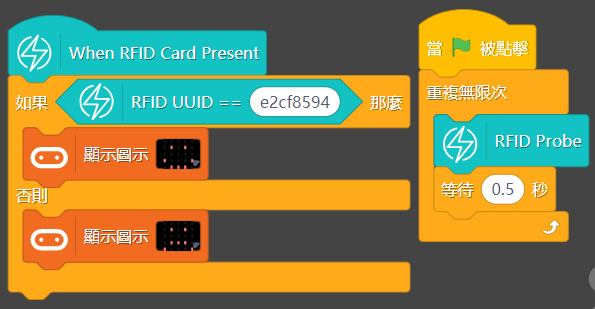 When RFID Card Present
如果 RFID UUID == e2cf8594 那麼
顯示圖示
否則
顯示圖示
當 被點擊
重複無限次
RFID Probe
等待 0.5 秒